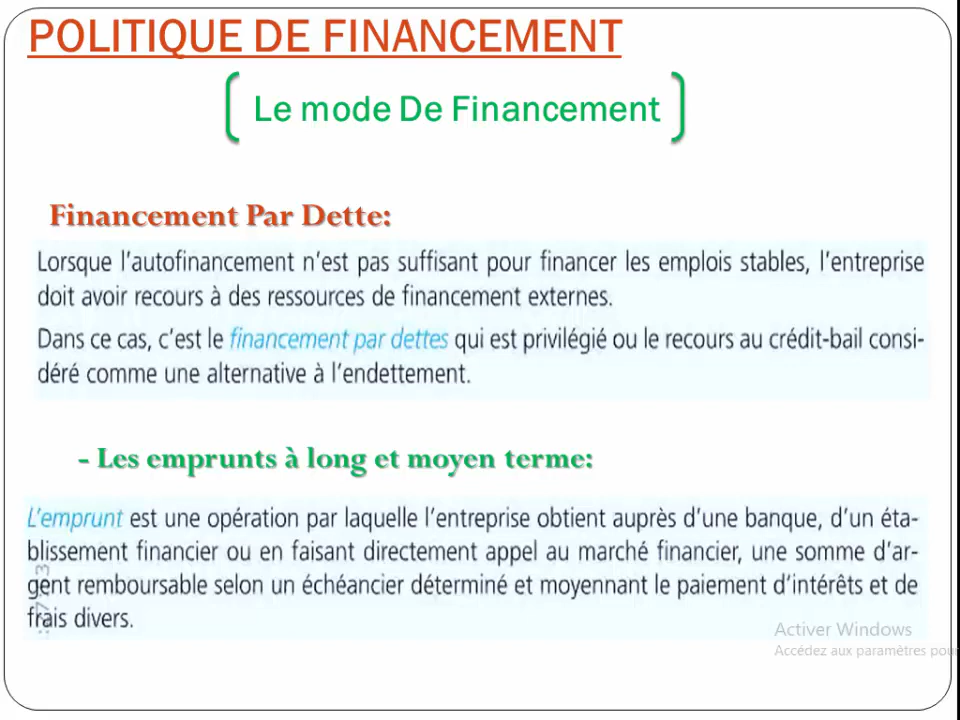 POLITIQUE DE FINANCEMENT
Le mode De Financement
Financement Par Dette:
Lorsque l'autofinancement n'est pas suffisant pour financer les emplois stables, l'entreprise
doit avoir recours à des ressources de financement externes.
Dans ce cas, c'est le financement par dettes qui est privilégié ou le recours au crédit-bail consi-
déré comme une alternative à l'endettement.
- Les emprunts à long et moyen terme:
L'emprunt est une opération par laquelle l'entreprise obtient auprès d'une banque, d'un éta-
blissement financier ou en faisant directement appel au marché financier, une somme d'ar-
gent remboursable selon un échéancier déterminé et moyennant le paiement d'intérêts et de
frais divers.
Activer Windows
Accédez aux paramètres pour